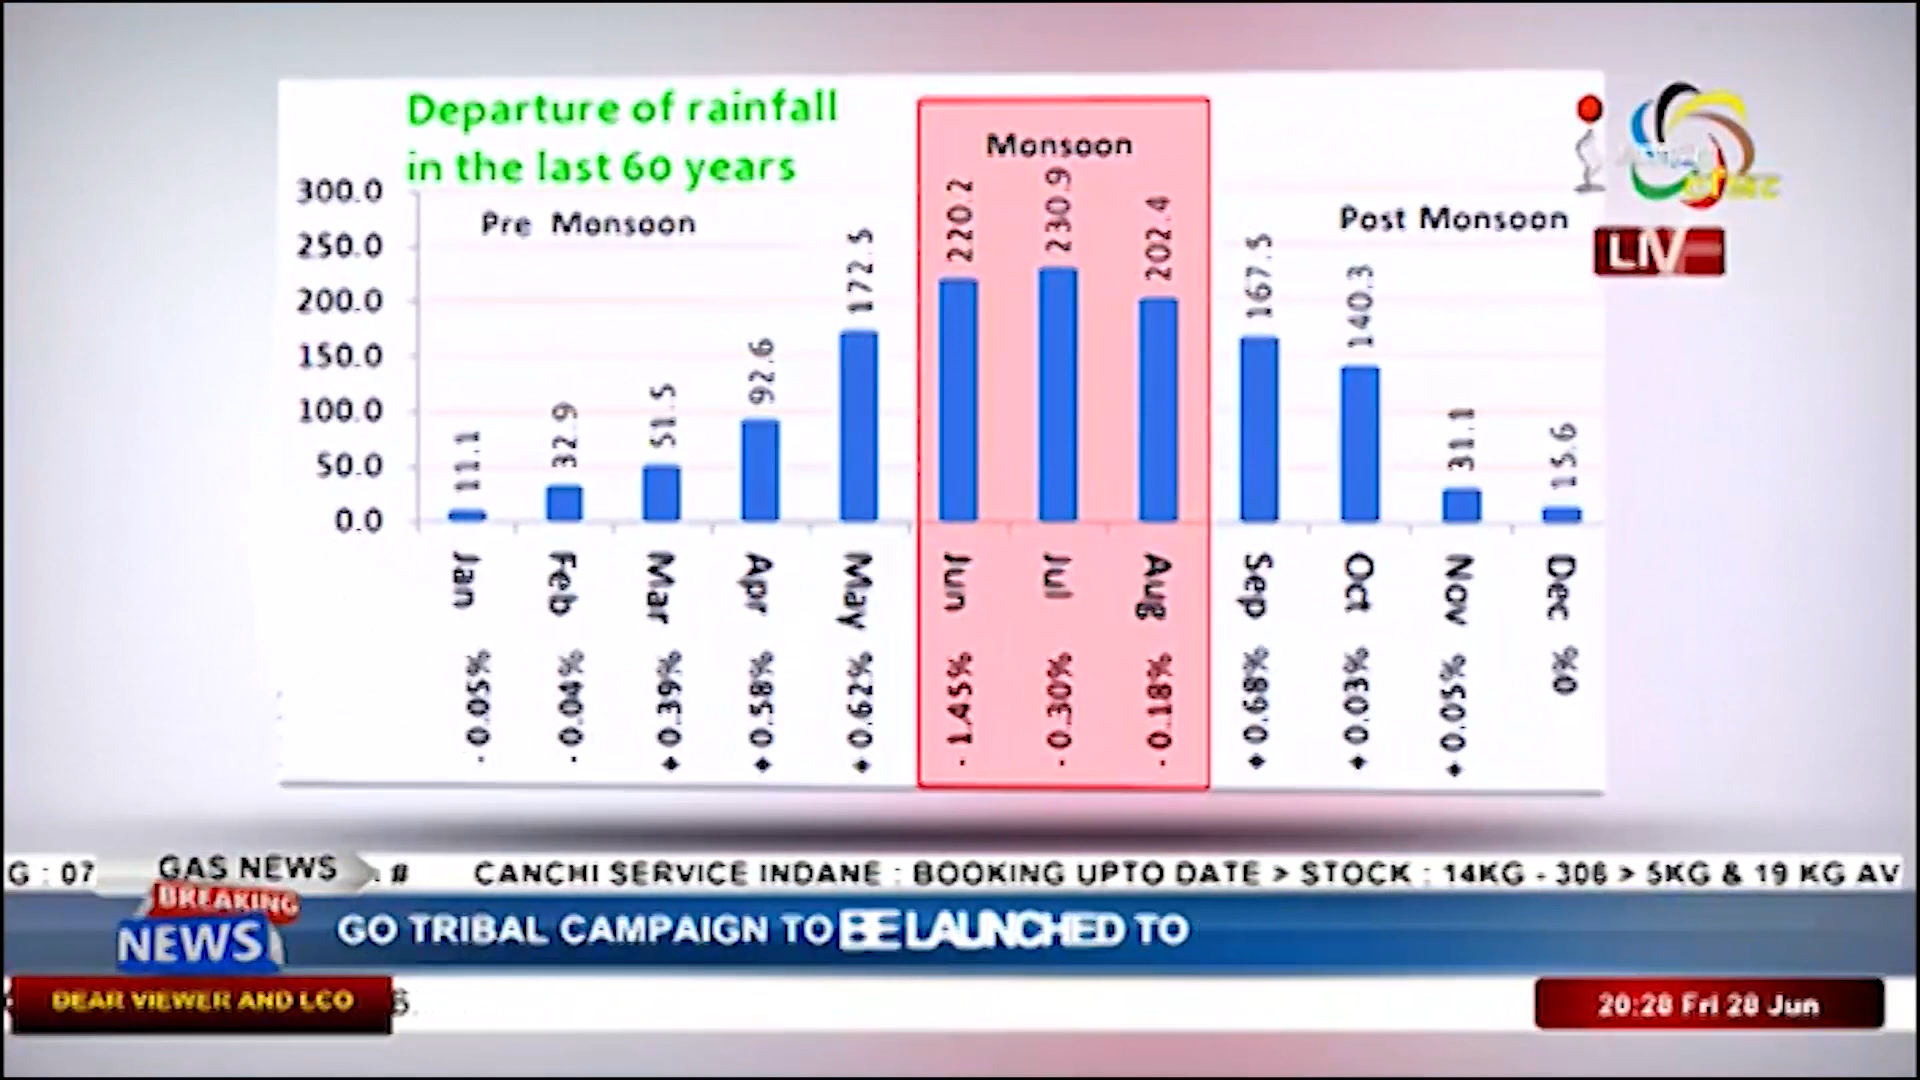 Departure of rainfall
in the last 60 years
Monsoon
Pre Monsoon
Post Monsoon
300.0
250.0
200.0
150.0
100.0
50.0
0.0
11.1
32.9
51.5
92.6
172.5
220.2
230.9
202.4
167.5
140.3
31.1
15.6
Jan
Feb
Mar
Apr
May
Jun
Jul
Aug
Sep
Oct
Nov
Dec
- 0.05%
- 0.04%
+ 0.39%
+ 0.58%
+ 0.62%
- 1.45%
- 0.30%
- 0.18%
+ 0.03%
+ 0.05%
0%
LIV
G : 07
GAS NEWS
. #
CANCHI SERVICE INDANE : BOOKING UPTO DATE > STOCK : 14KG - 306 > 5KG & 19 KG AV
BREAKING
NEWS
GO TRIBAL CAMPAIGN TO BE LAUNCHED TO
DEAR VIEWER AND LCO
20:28 Fri 28 Jun